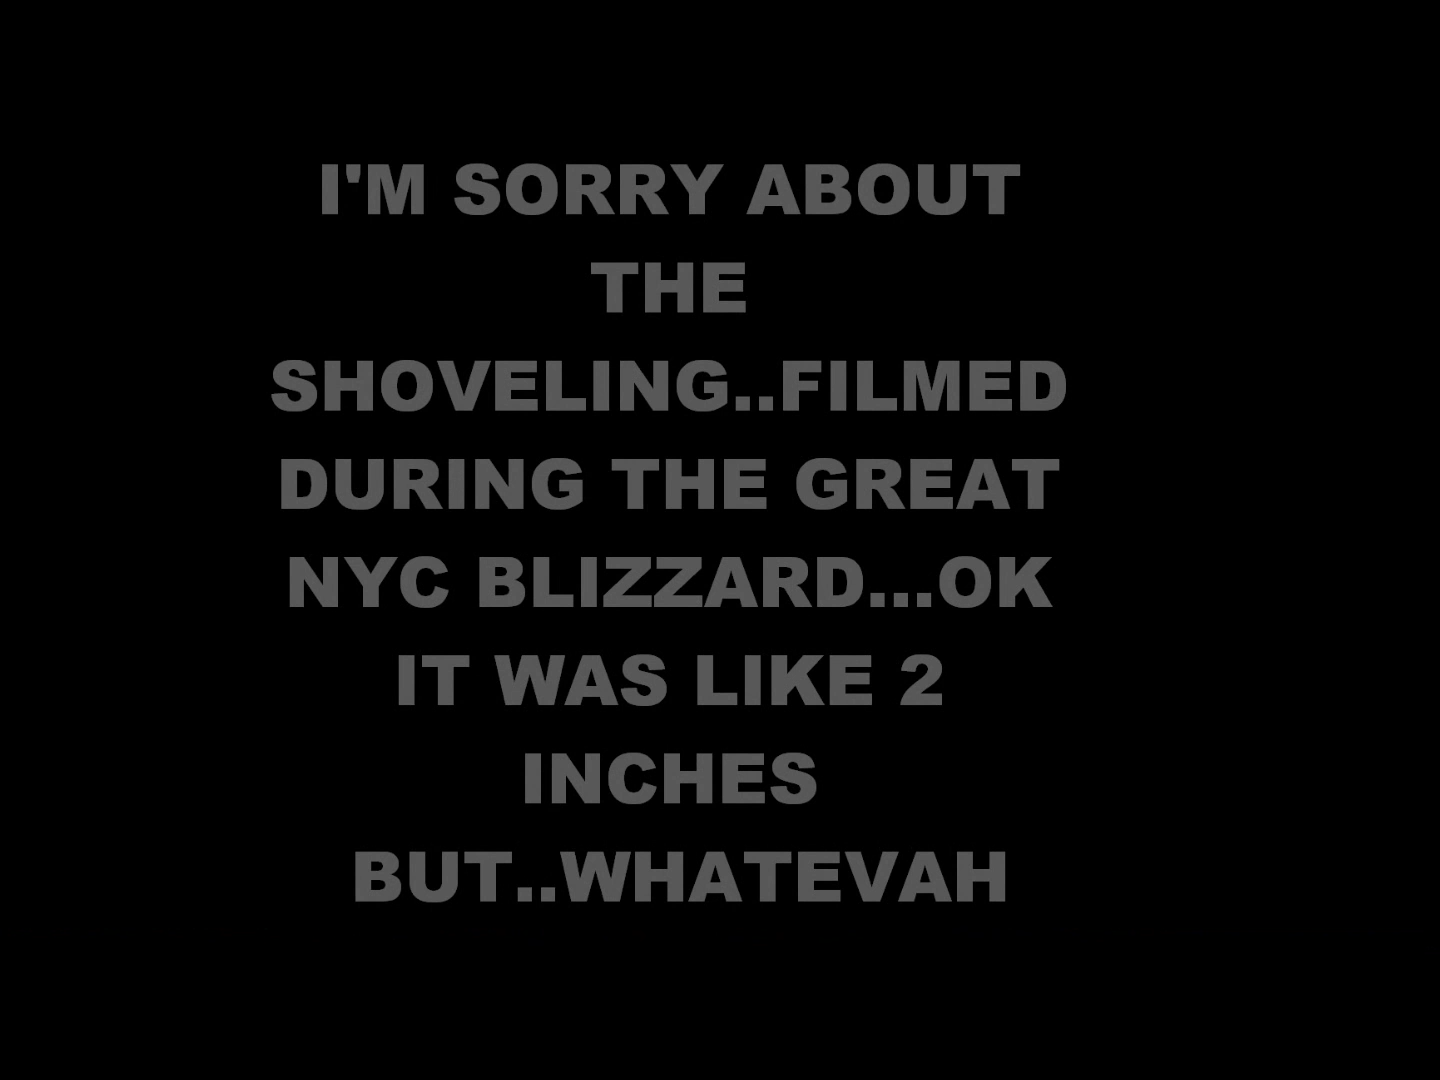 I'M SORRY ABOUT
THE
SHOVELING..FILMED
DURING THE GREAT
NYC BLIZZARD...OK
IT WAS LIKE 2
INCHES
BUT..WHATEVAH